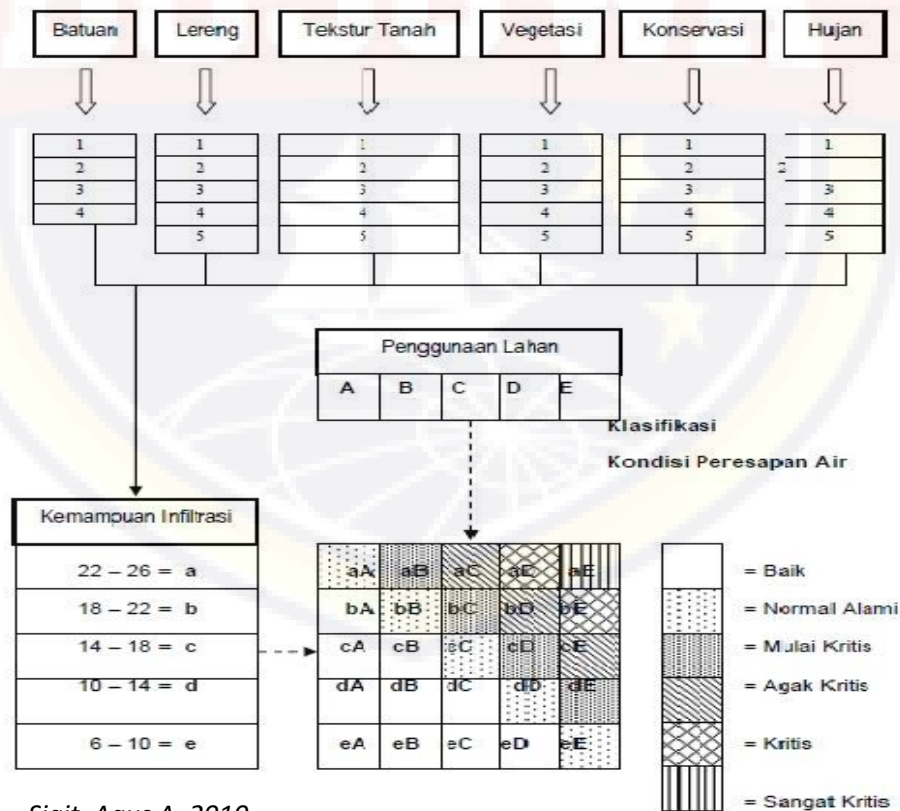 Batuan Lereng Tekstur Tanah Vegetasi Konservasi Hujan
1 1 1 1 1 1
2 2 2 2 2 2
3 3 3 3 3 3
4 4 4 4 4 4
5 5 5 5 5
Penggunaan Lahan
A B C D E
Klasifikasi
Kondisi Peresapan Air
Kemampuan Infiltrasi
22 – 26 = a aA aB aC aD aE = Baik
18 – 22 = b bA bB bC bD bE = Normal Alami
14 – 18 = c cA cB cC cD cE = Mulai Kritis
10 – 14 = d dA dB dC dD dE = Agak Kritis
6 – 10 = e eA eB eC eD eE = Kritis
= Sangat Kritis